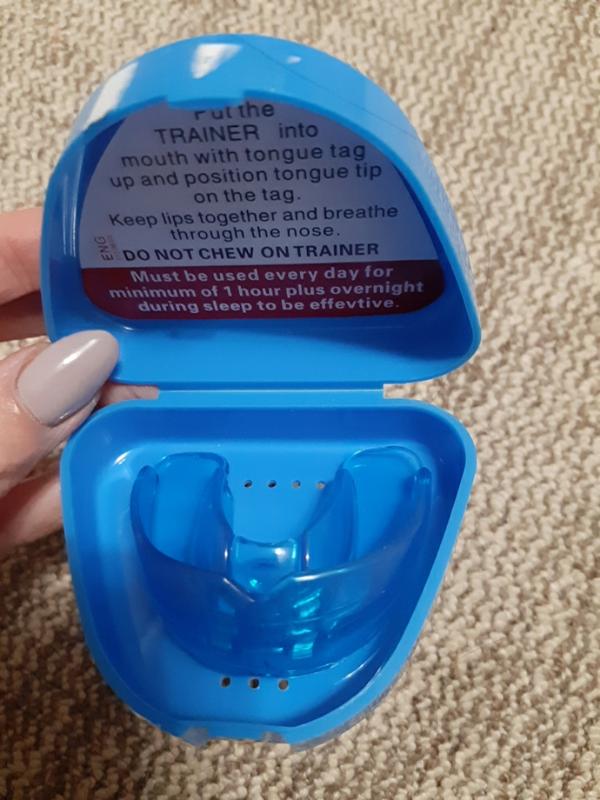 Put the
TRAINER into
mouth with tongue tag
up and position tongue tip
on the tag.
Keep lips together and breathe
through the nose.
ENG
DO NOT CHEW ON TRAINER
Must be used every day for
minimum of 1 hour plus overnight
during sleep to be effevtive.